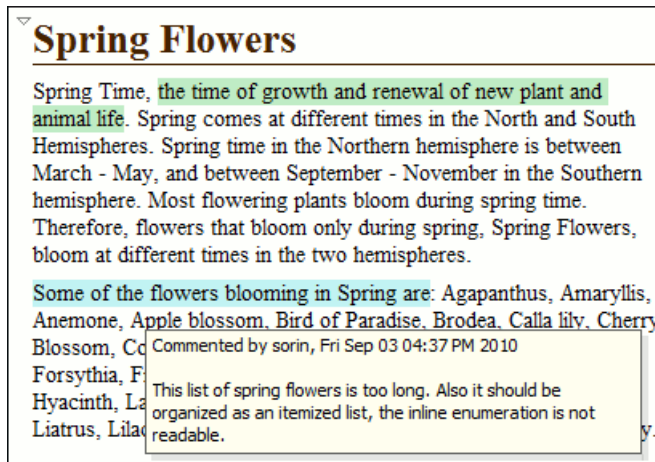 Spring Flowers
Spring Time, the time of growth and renewal of new plant and
animal life. Spring comes at different times in the North and South
Hemispheres. Spring time in the Northern hemisphere is between
March - May, and between September - November in the Southern
hemisphere. Most flowering plants bloom during spring time.
Therefore, flowers that bloom only during spring, Spring Flowers,
bloom at different times in the two hemispheres.
Some of the flowers blooming in Spring are: Agapanthus, Amaryllis,
Anemone, Apple blossom, Bird of Paradise, Brodea, Calla lily, Cherry
Blossom,
Forsythia,
Hyacinth,
Liatrus,
Commented by sorin, Fri Sep 03 04:37 PM 2010
This list of spring flowers is too long. Also it should be
organized as an itemized list, the inline enumeration is not
readable.